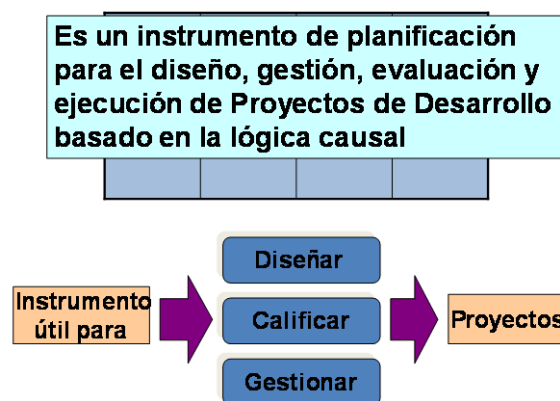 Es un instrumento de planificación
para el diseño, gestión, evaluación y
ejecución de Proyectos de Desarrollo
basado en la lógica causal
Diseñar
Instrumento
útil para
Calificar
Proyectos
Gestionar